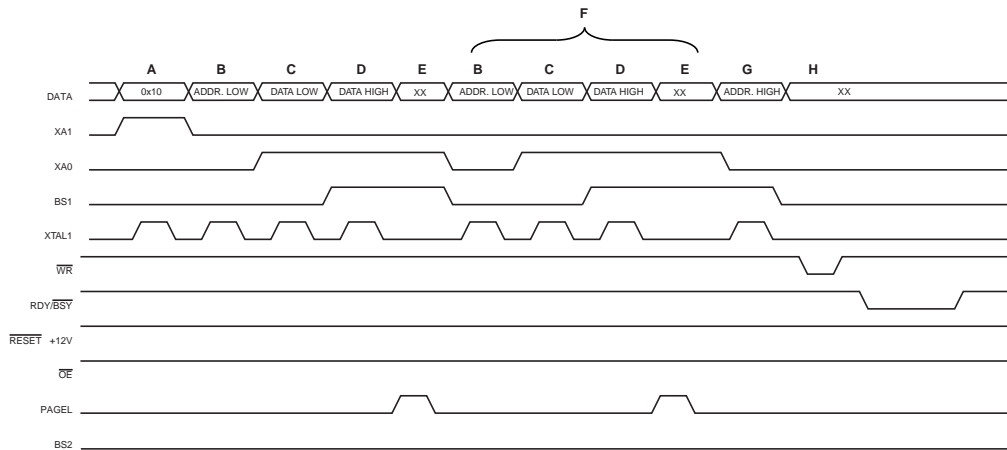 F
A B C D E B C D E G H
DATA 0x10 ADDR. LOW DATA LOW DATA HIGH XX ADDR. LOW DATA LOW DATA HIGH XX ADDR. HIGH XX
XA1
XA0
BS1
XTAL1
WR
RDY/BSY
RESET +12V
OE
PAGEL
BS2